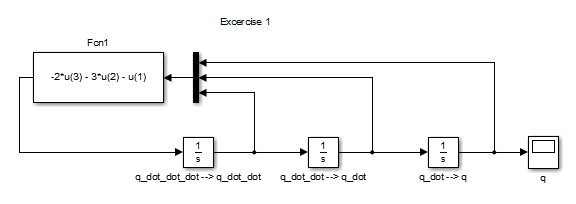 Excercise 1
Fcn1
-2*u(3) - 3*u(2) - u(1)
1
s
1
s
1
s
q_dot_dot_dot --> q_dot_dot
q_dot_dot --> q_dot
q_dot --> q
q